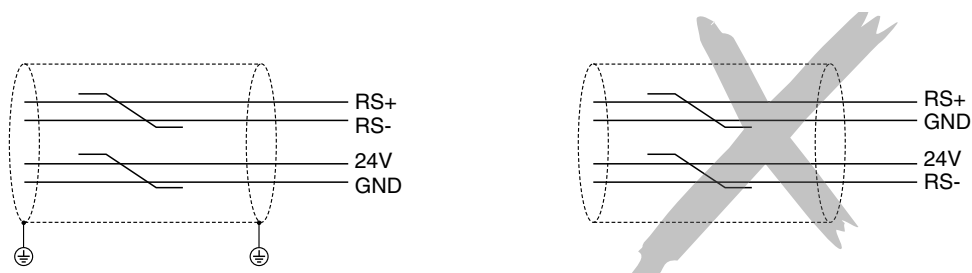 RS+
RS-
24V
GND
RS+
GND
24V
RS-